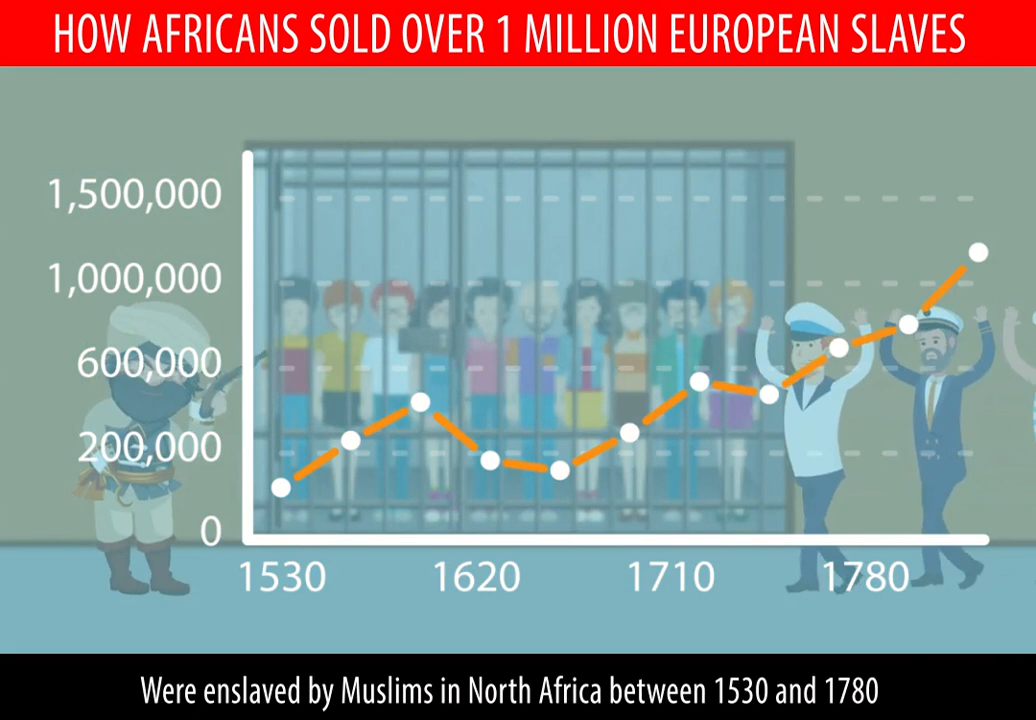 HOW AFRICANS SOLD OVER 1 MILLION EUROPEAN SLAVES
1,500,000
1,000,000
600,000
200,000
0
1530 1620 1710 1780
Were enslaved by Muslims in North Africa between 1530 and 1780